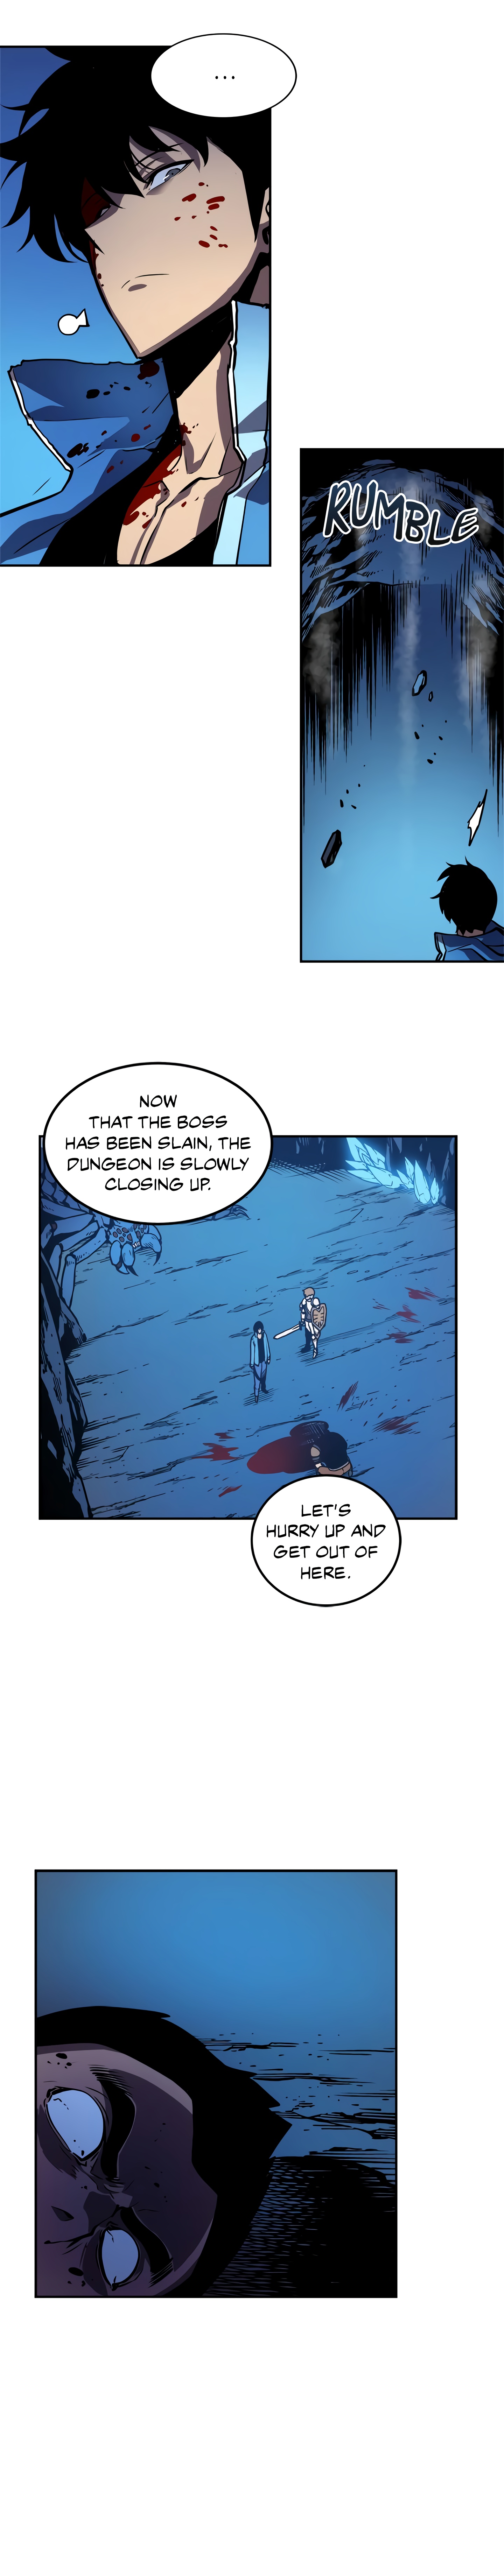 ...
RUMBLE
NOW
THAT THE BOSS
HAS BEEN SLAIN, THE
DUNGEON IS SLOWLY
CLOSING UP.
LET'S
HURRY UP AND
GET OUT OF
HERE.